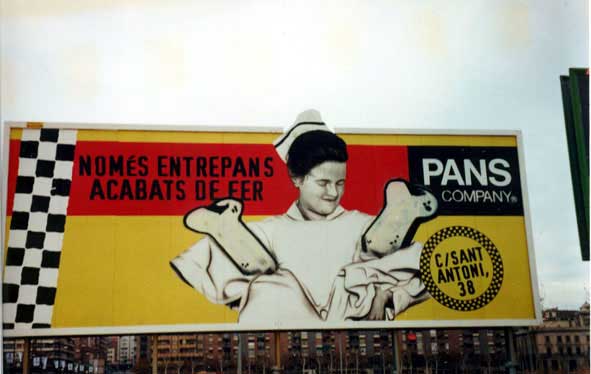 NOMÉS ENTREPANS
ACABATS DE FER
PANS
COMPANY®
C/SANT
ANTONI,
38